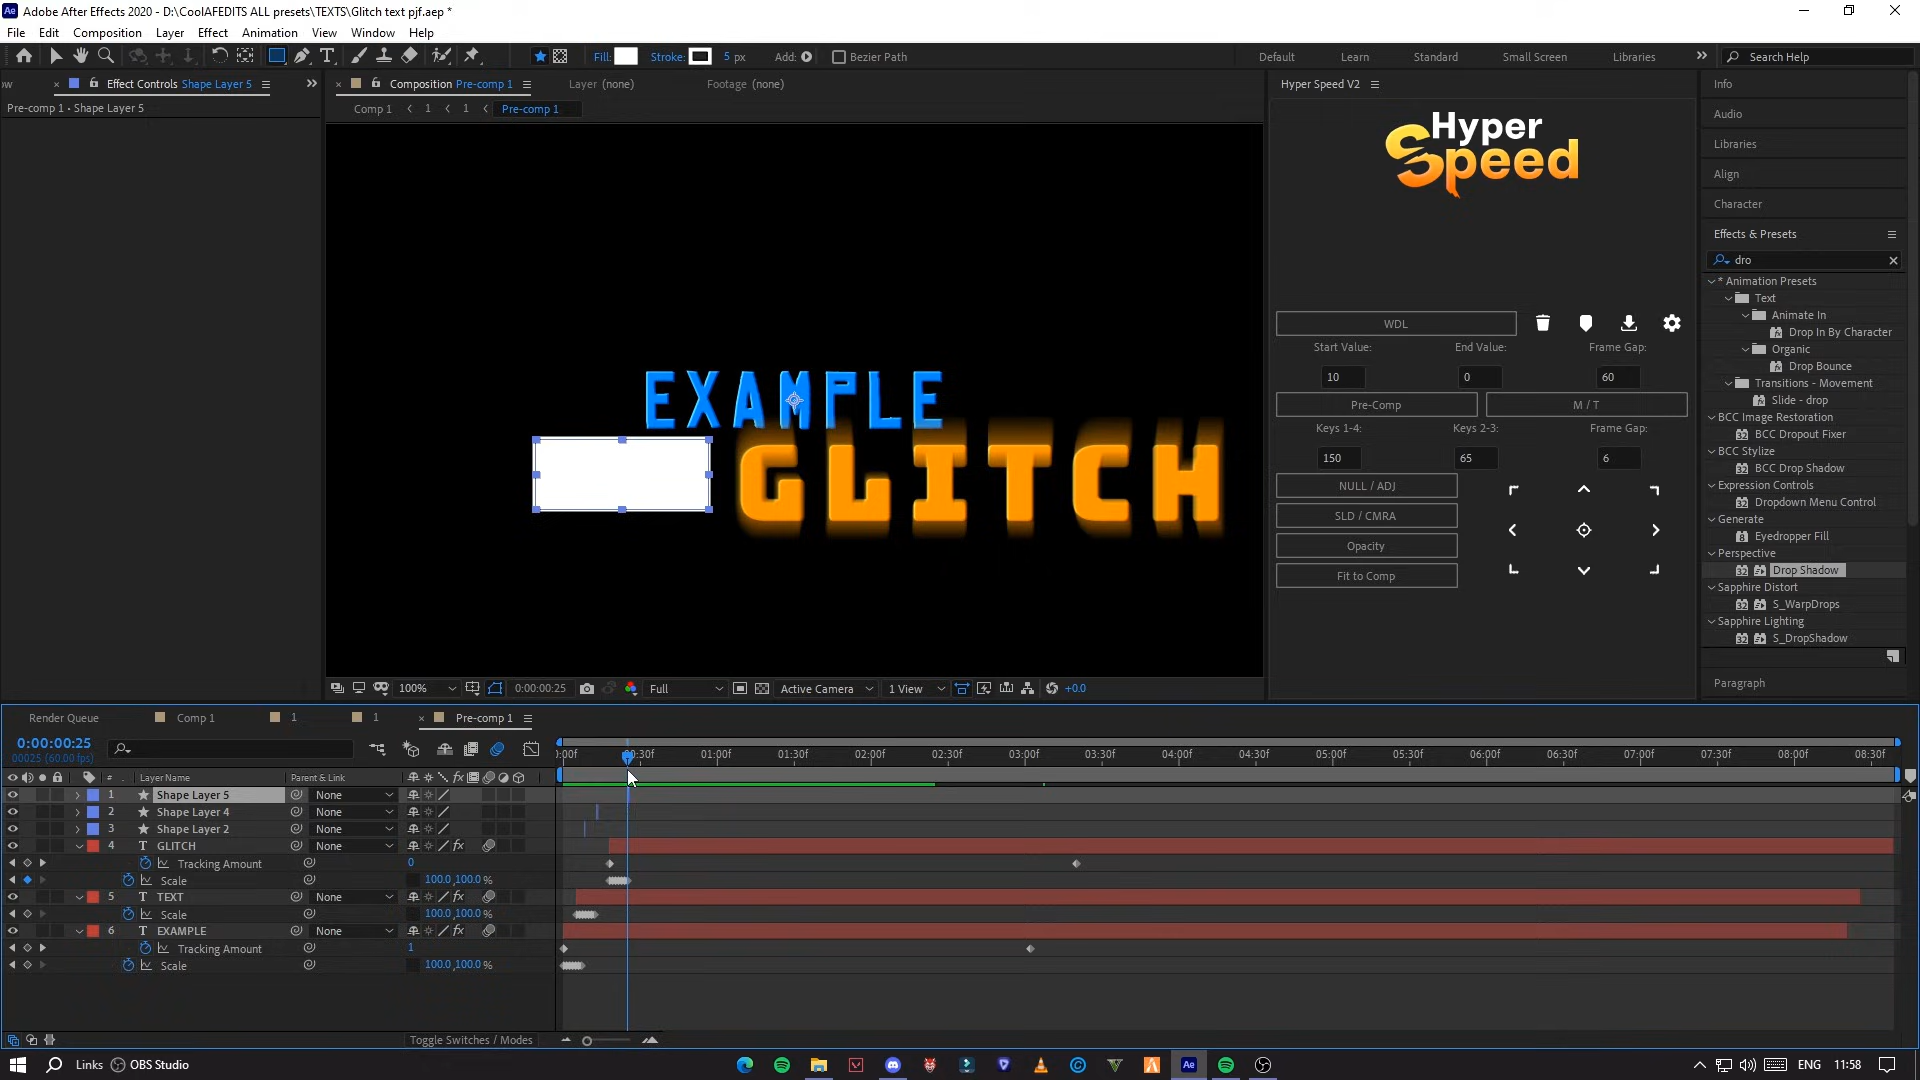 Adobe After Effects 2020 - D:\CoolAFEDITS ALL presets\TEXTS\Glitch text pjf.aep *
File Edit Composition Layer Effect Animation View Window Help
Fill: Stroke: 5 px Add: Bezier Path Default Learn Standard Small Screen Libraries Search Help
Effect Controls Shape Layer 5
Composition Pre-comp 1
Layer (none)
Footage (none)
Hyper Speed V2
Pre-comp 1 • Shape Layer 5
Comp 1 1 1 Pre-comp 1
Hyper
Speed
EXAMPLE
GLITCH
WDL
Start Value: End Value: Frame Gap:
10 0 60
Pre-Comp M / T
Keys 1-4: Keys 2-3: Frame Gap:
150 65 6
NULL / ADJ
SLD / CMRA
Opacity
Fit to Comp
Info
Audio
Libraries
Align
Character
Effects & Presets
dro
* Animation Presets
Text
Animate In
Drop In By Character
Organic
Drop Bounce
Transitions - Movement
Slide - drop
BCC Image Restoration
BCC Dropout Fixer
BCC Stylize
BCC Drop Shadow
Expression Controls
Dropdown Menu Control
Generate
Eyedropper Fill
Perspective
Drop Shadow
Sapphire Distort
S_WarpDrops
Sapphire Lighting
S_DropShadow
Paragraph
100% 0:00:00:25 Full Active Camera 1 View +0.0
Render Queue Comp 1 1 1 Pre-comp 1
0:00:00:25
00025 (60.00 fps)
:00f 00:30f 01:00f 01:30f 02:00f 02:30f 03:00f 03:30f 04:00f 04:30f 05:00f 05:30f 06:00f 06:30f 07:00f 07:30f 08:00f 08:30f
# Layer Name Parent & Link
1 Shape Layer 5 None
2 Shape Layer 4 None
3 Shape Layer 2 None
4 T GLITCH None
Tracking Amount 0
Scale 100.0,100.0 %
5 T TEXT None
Scale 100.0,100.0 %
6 T EXAMPLE None
Tracking Amount 1
Scale 100.0,100.0 %
Toggle Switches / Modes
Links OBS Studio ENG 11:58